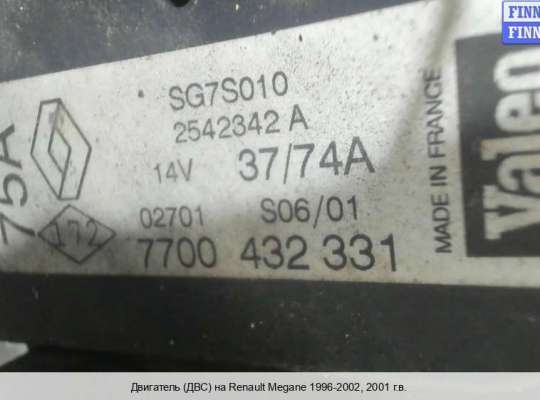 FINN
FINN
SG7S010
2542342 A
14V 37/74A
02701 S06/01
7700 432 331
75A
172
MADE IN FRANCE
Valeo
Двигатель (ДВС) на Renault Megane 1996-2002, 2001 г.в.